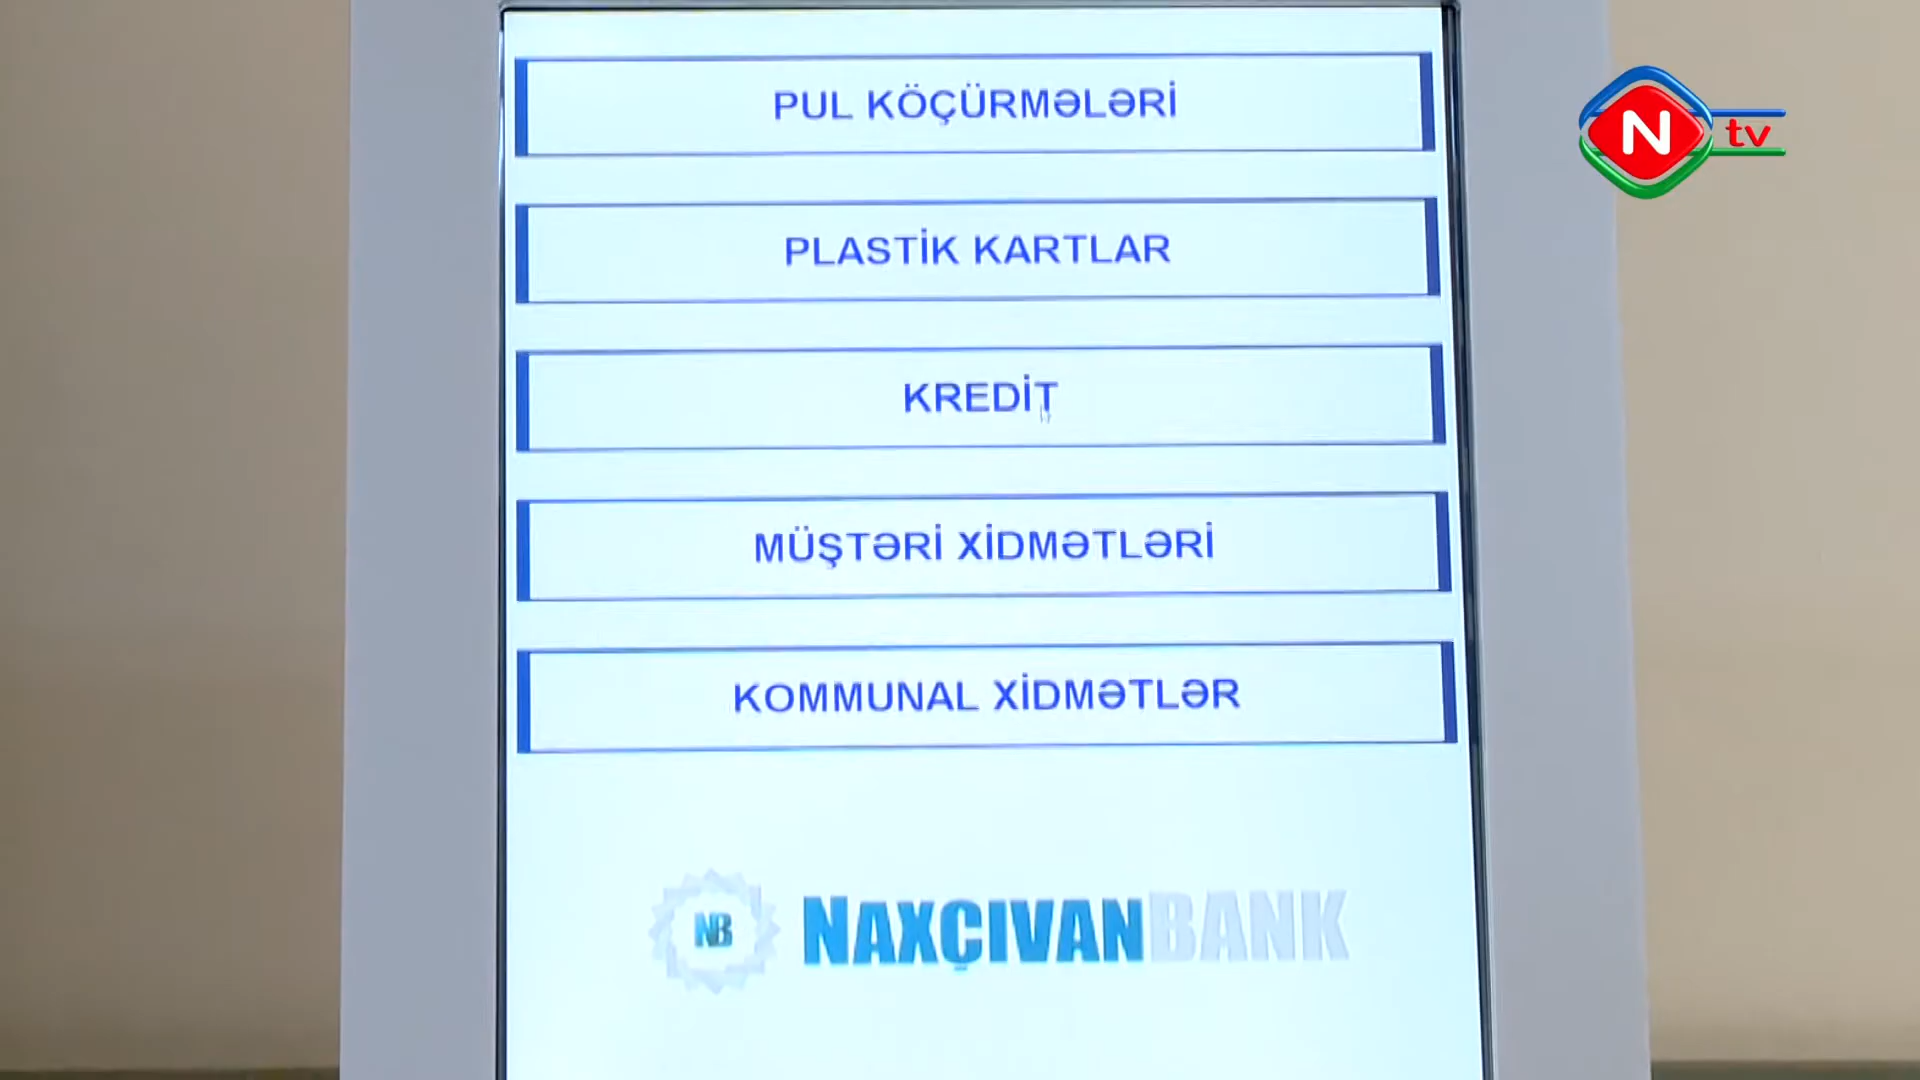 PUL KÖÇÜRMƏLƏRİ
N tv
PLASTİK KARTLAR
KREDİT
MÜŞTƏRİ XİDMƏTLƏRİ
KOMMUNAL XİDMƏTLƏR
NB NAXÇIVANBANK